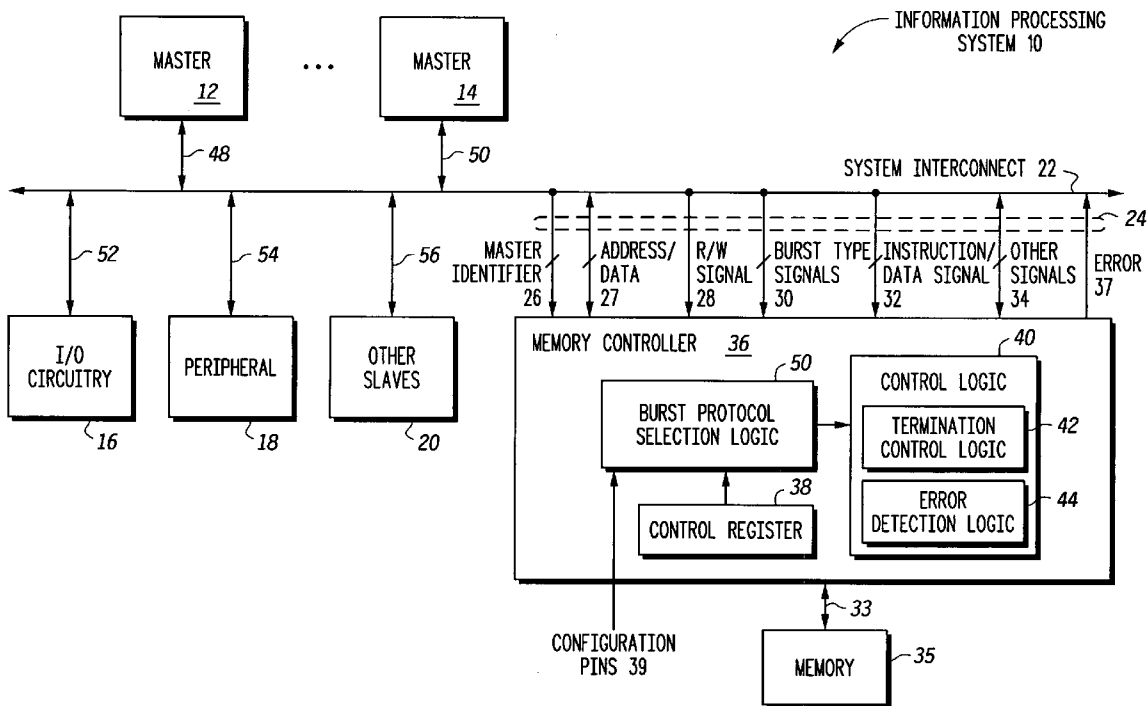 INFORMATION PROCESSING
SYSTEM 10
MASTER
12
...
MASTER
14
48
50
SYSTEM INTERCONNECT 22
24
52
54
56
MASTER
IDENTIFIER
26
ADDRESS/
DATA
27
R/W
SIGNAL
28
BURST TYPE
SIGNALS
30
INSTRUCTION/
DATA SIGNAL
32
OTHER
SIGNALS
34
ERROR
37
I/O
CIRCUITRY
16
PERIPHERAL
18
OTHER
SLAVES
20
MEMORY CONTROLLER 36
50
BURST PROTOCOL
SELECTION LOGIC
38
CONTROL REGISTER
40
CONTROL LOGIC
TERMINATION
CONTROL LOGIC
42
ERROR
DETECTION LOGIC
44
CONFIGURATION
PINS 39
33
MEMORY
35